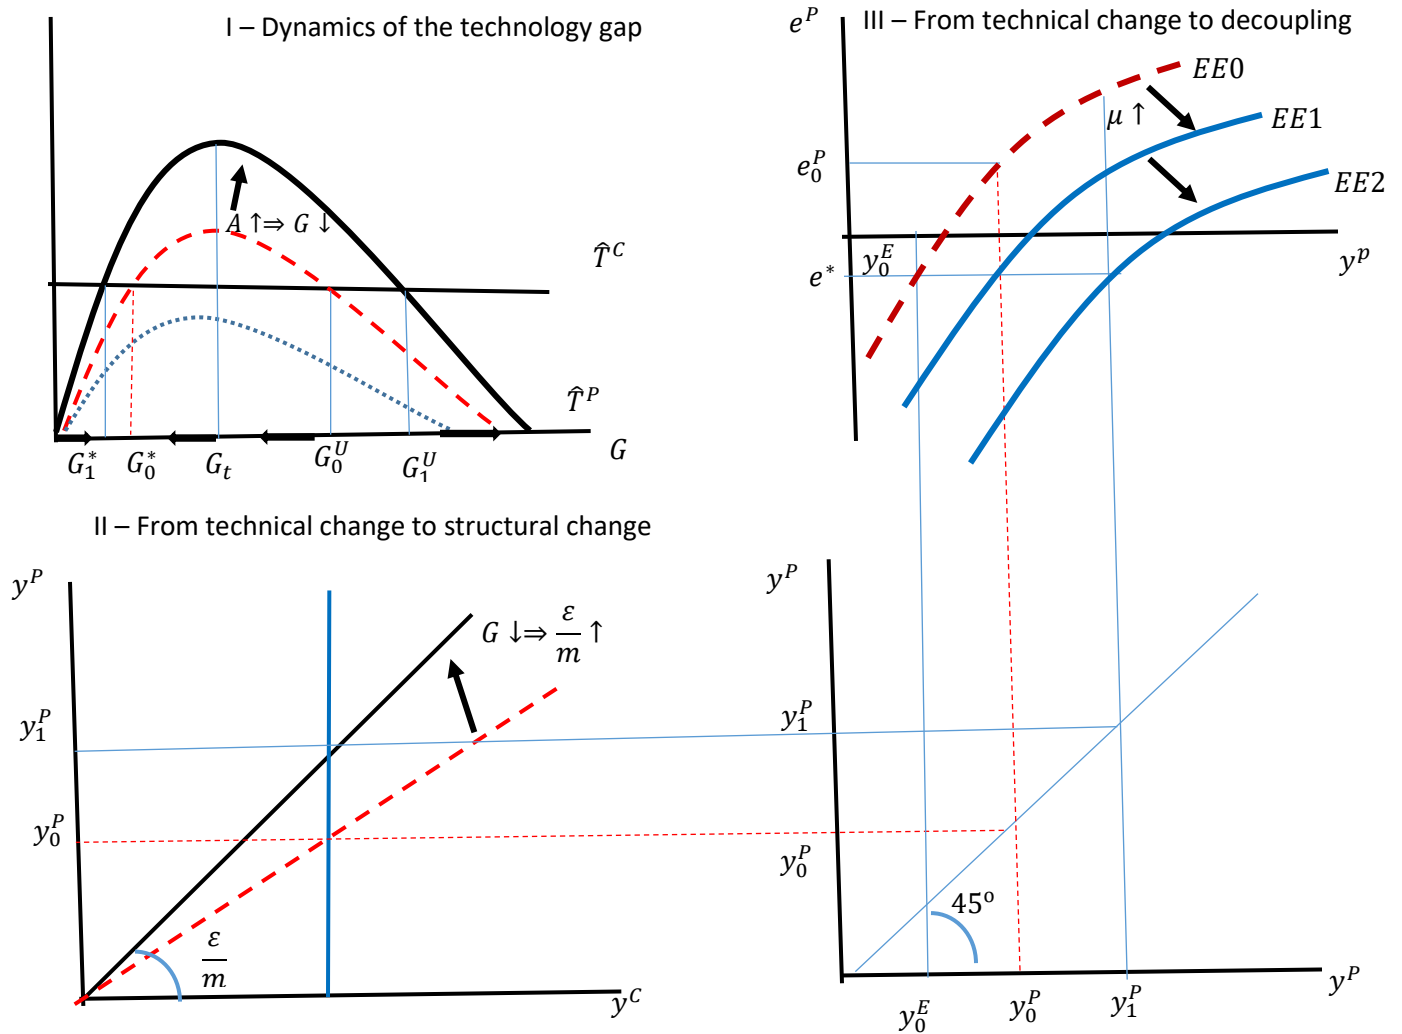 I – Dynamics of the technology gap
A ↑⇒ G ↓
T̂^C
T̂^P
G
G_1^*
G_0^*
G_t
G_0^U
G_1^U
III – From technical change to decoupling
e^P
EE0
μ ↑
EE1
e_0^P
EE2
y_0^E
e^*
y^p
II – From technical change to structural change
y^P
G ↓⇒ ε/m ↑
y_1^P
y_0^P
ε/m
y^C
y^P
y_1^P
y_0^P
45º
y_0^E
y_0^P
y_1^P
y^P